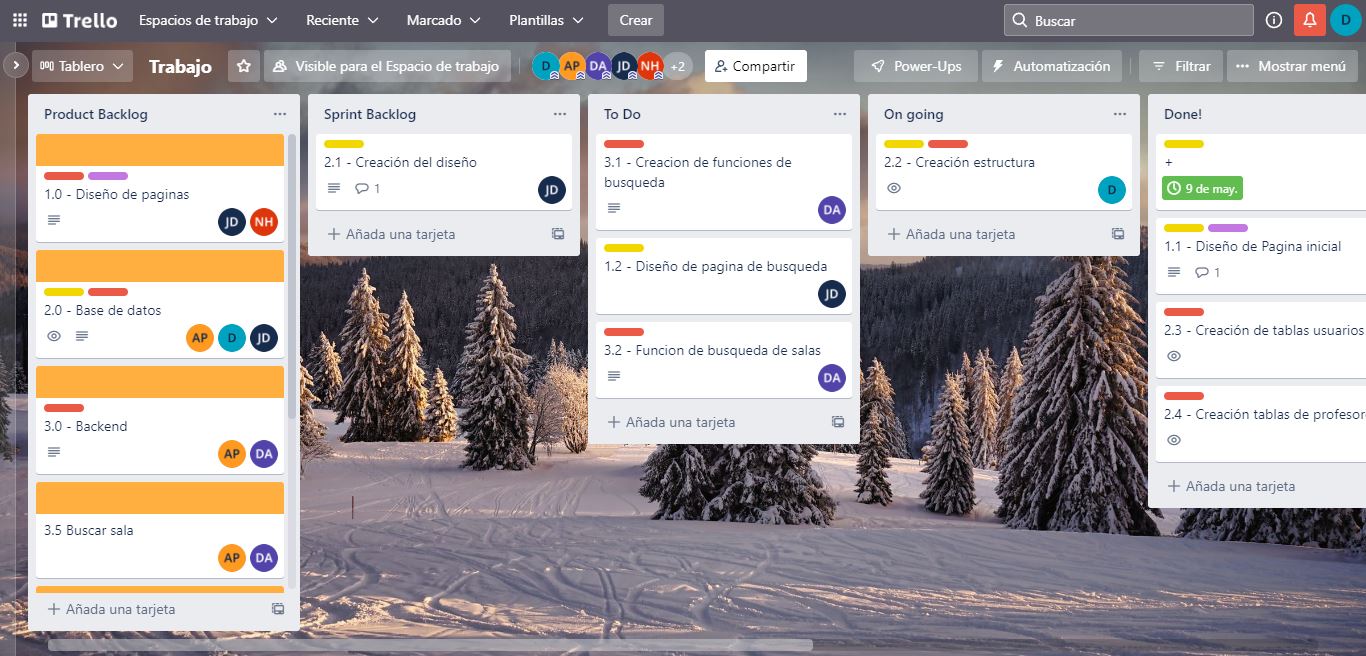 Trello
Espacios de trabajo
Reciente
Marcado
Plantillas
Crear
Buscar
D
Tablero
Trabajo
Visible para el Espacio de trabajo
D
AP
DA
JD
NH
+2
Compartir
Power-Ups
Automatización
Filtrar
Mostrar menú
Product Backlog
1.0 - Diseño de paginas
JD
NH
2.0 - Base de datos
AP
D
JD
3.0 - Backend
AP
DA
3.5 Buscar sala
AP
DA
+ Añada una tarjeta
Sprint Backlog
2.1 - Creación del diseño
1
JD
+ Añada una tarjeta
To Do
3.1 - Creacion de funciones de
busqueda
DA
1.2 - Diseño de pagina de busqueda
JD
3.2 - Funcion de busqueda de salas
DA
+ Añada una tarjeta
On going
2.2 - Creación estructura
D
+ Añada una tarjeta
Done!
+
9 de may.
1.1 - Diseño de Pagina inicial
1
2.3 - Creación de tablas usuarios
2.4 - Creación tablas de profesor
+ Añada una tarjeta